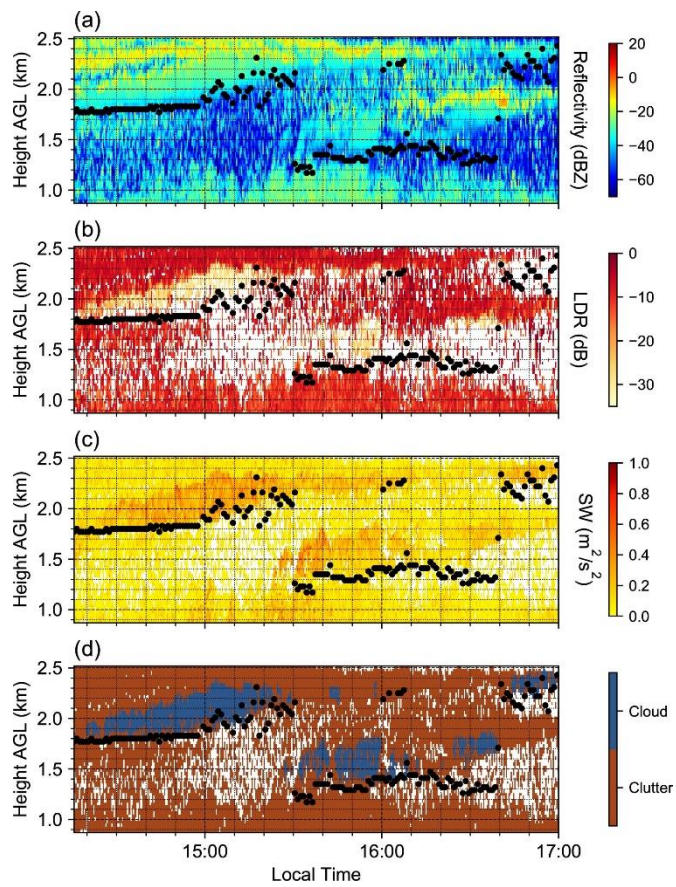 (a)
2.5
2.0
1.5
1.0
Height AGL (km)
20
0
−20
−40
−60
Reflectivity (dBZ)
(b)
2.5
2.0
1.5
1.0
Height AGL (km)
0
−10
−20
−30
LDR (dB)
(c)
2.5
2.0
1.5
1.0
Height AGL (km)
1.0
0.8
0.6
0.4
0.2
0.0
SW (m²/s²)
(d)
2.5
2.0
1.5
1.0
Height AGL (km)
Cloud
Clutter
15:00 16:00 17:00
Local Time